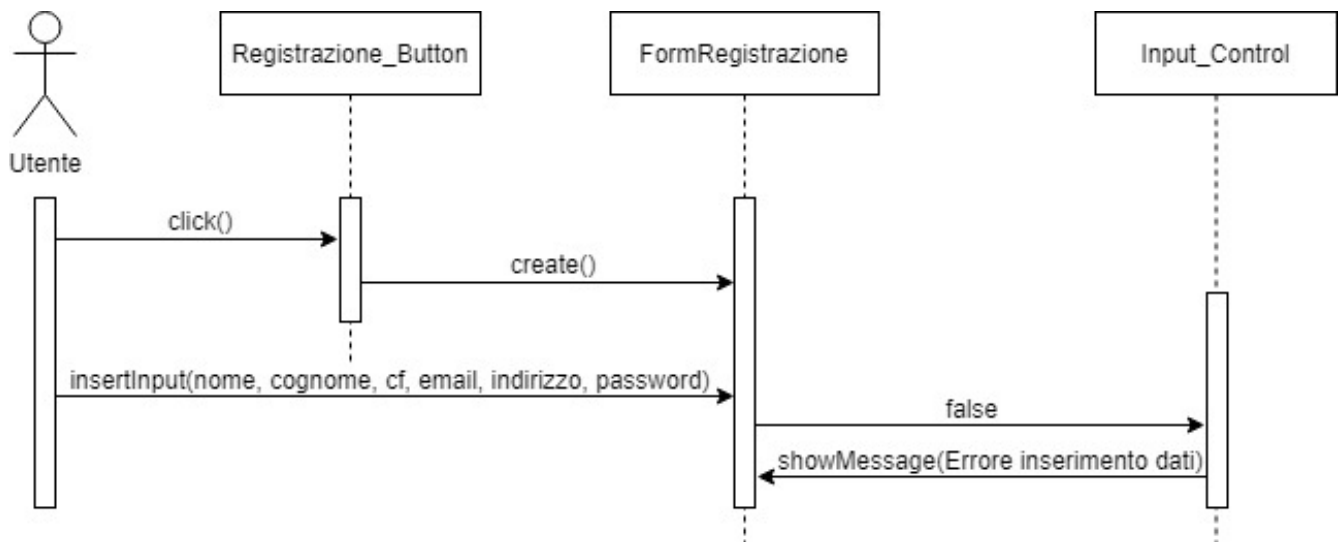 Registrazione_Button
FormRegistrazione
Input_Control
Utente
click()
create()
insertInput(nome, cognome, cf, email, indirizzo, password)
false
showMessage(Errore inserimento dati)